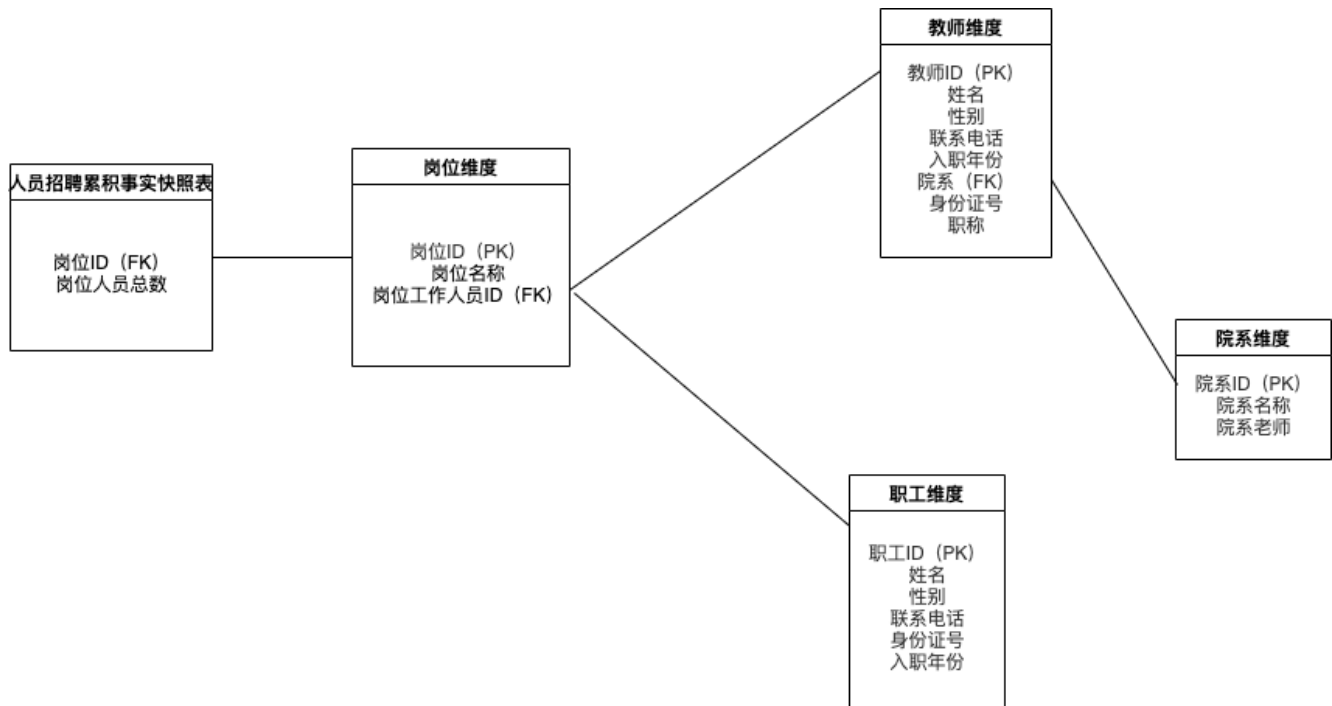 人员招聘累积事实快照表
岗位ID（FK）
岗位人员总数
岗位维度
岗位ID（PK）
岗位名称
岗位工作人员ID（FK）
教师维度
教师ID（PK）
姓名
性别
联系电话
入职年份
院系（FK）
身份证号
职称
院系维度
院系ID（PK）
院系名称
院系老师
职工维度
职工ID（PK）
姓名
性别
联系电话
身份证号
入职年份